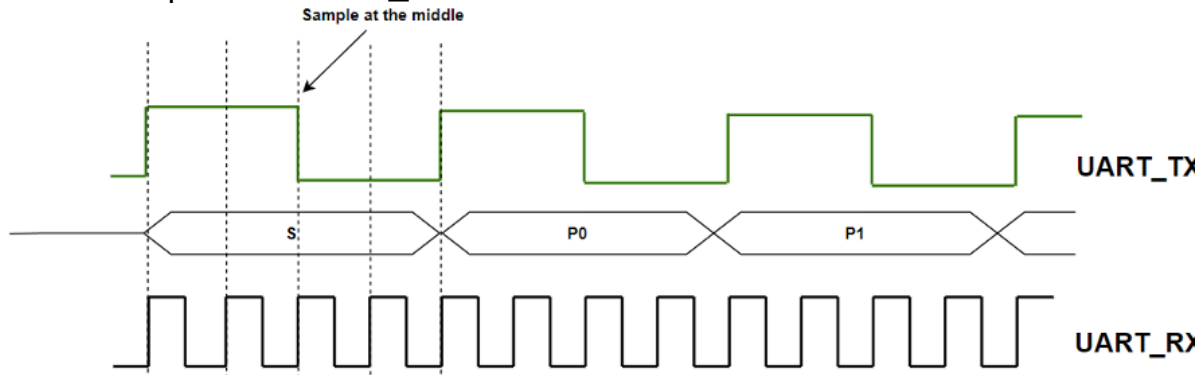 Sample at the middle
UART_TX
S
P0
P1
UART_RX